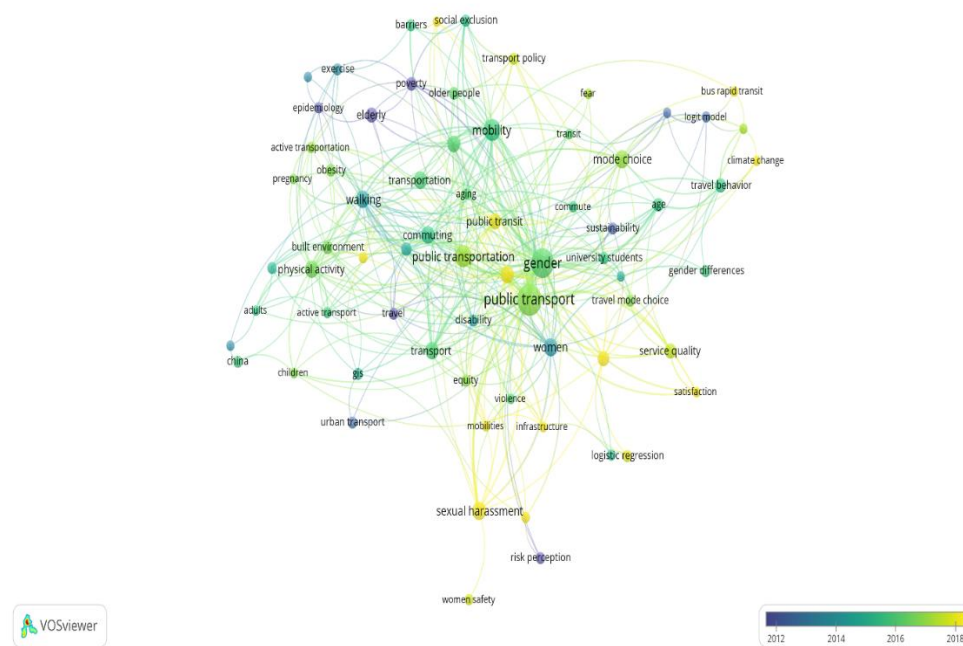 barriers
social exclusion
transport policy
exercise
poverty
older people
fear
bus rapid transit
epidemiology
elderly
logit model
mobility
transit
active transportation
mode choice
climate change
obesity
pregnancy
transportation
travel behavior
aging
walking
commute
age
public transit
sustainability
commuting
built environment
public transportation
gender
university students
physical activity
gender differences
travel mode choice
public transport
adults
active transport
travel
disability
women
transport
service quality
china
children
gis
equity
satisfaction
violence
urban transport
mobilities
infrastructure
logistic regression
sexual harassment
risk perception
women safety
VOSviewer
2012 2014 2016 2018